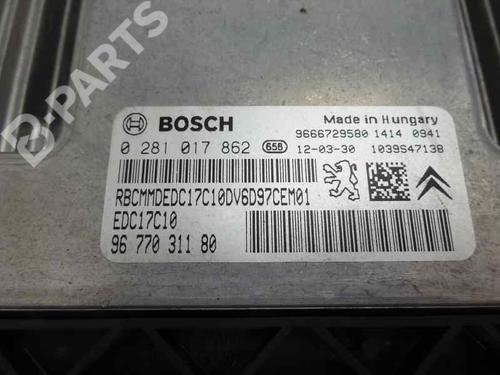 B-PARTS
BOSCH
Made in Hungary
0 281 017 862 65B
9666729580 1414 0941
12-03-30 1039S47138
RBCMMDEDC17C10DV6D97CEM01
EDC17C10
96 770 311 80